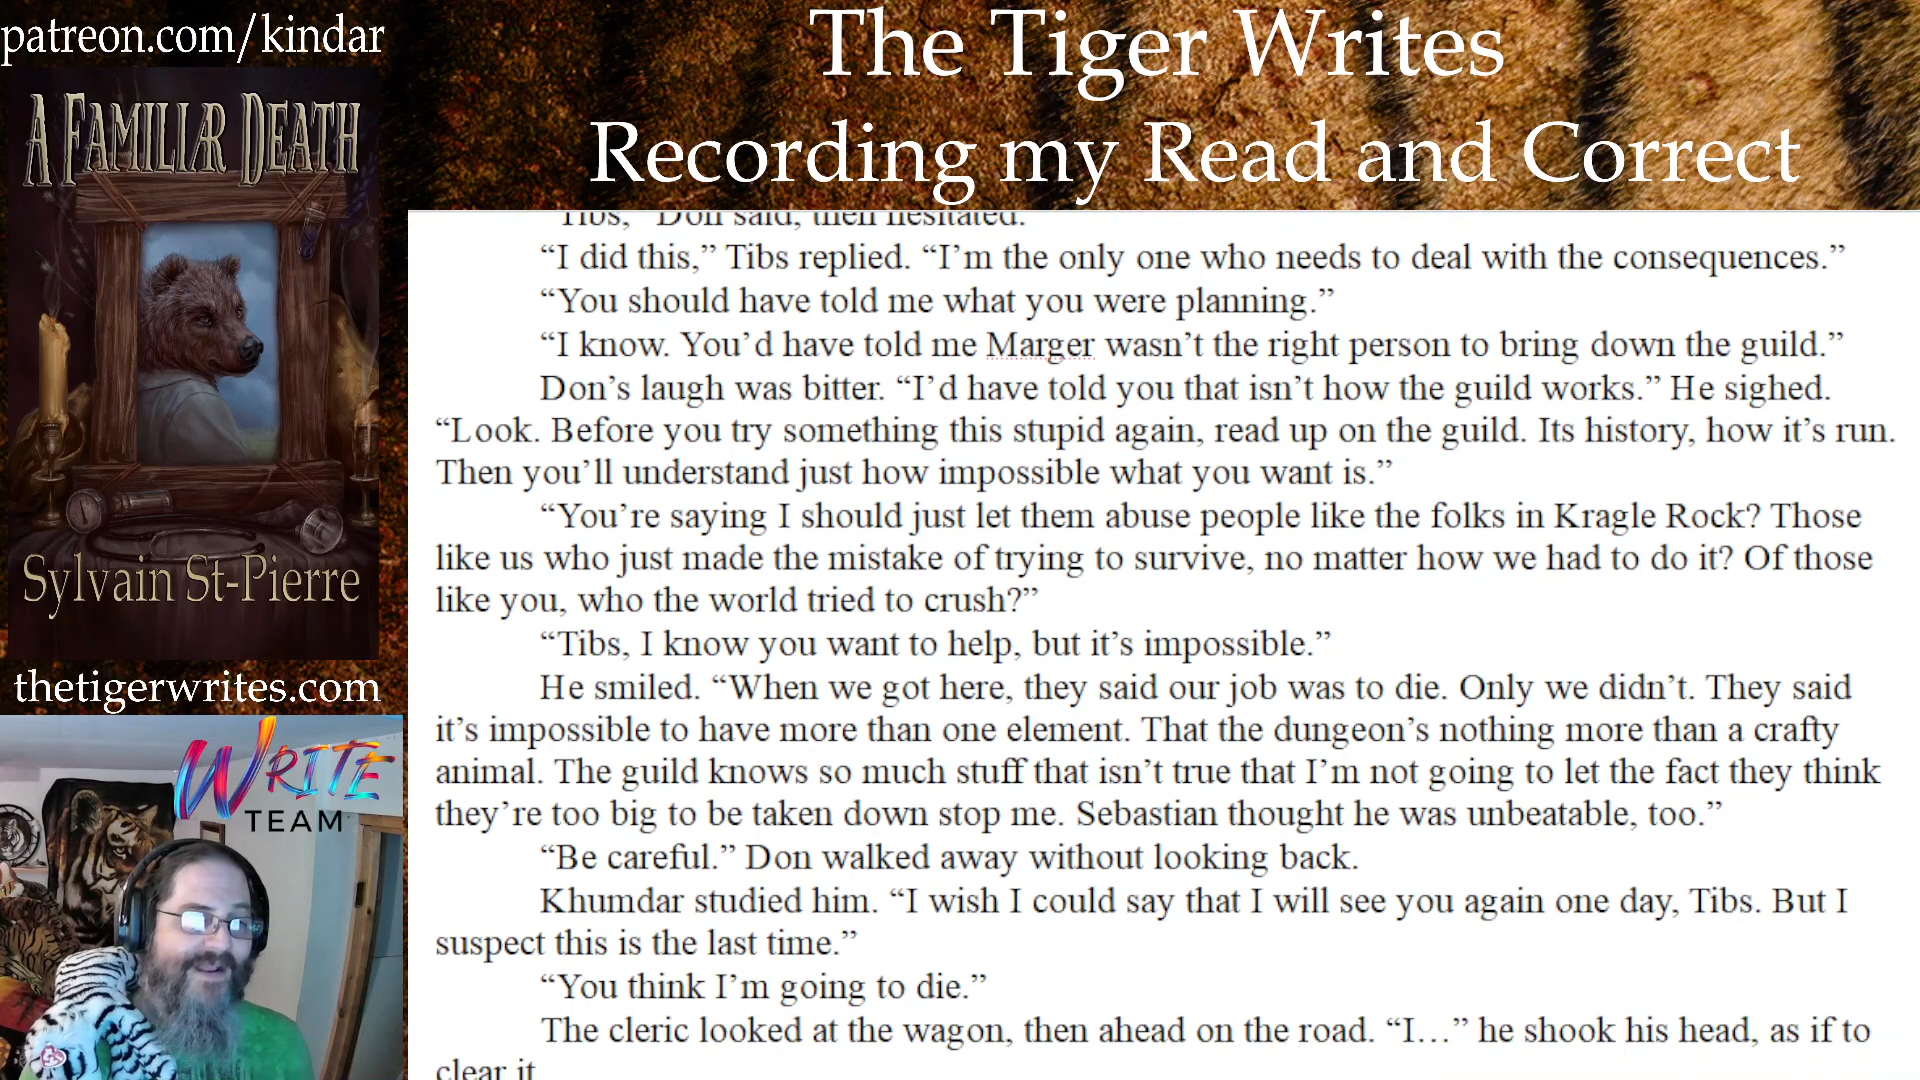 patreon.com/kindar
A FAMILIAR DEATH
Sylvain St-Pierre
thetigerwrites.com
WRITE
TEAM
The Tiger Writes
Recording my Read and Correct
“Tibs,” Don said, then hesitated.
“I did this,” Tibs replied. “I’m the only one who needs to deal with the consequences.”
“You should have told me what you were planning.”
“I know. You’d have told me Marger wasn’t the right person to bring down the guild.”
Don’s laugh was bitter. “I’d have told you that isn’t how the guild works.” He sighed.
“Look. Before you try something this stupid again, read up on the guild. Its history, how it’s run.
Then you’ll understand just how impossible what you want is.”
“You’re saying I should just let them abuse people like the folks in Kragle Rock? Those
like us who just made the mistake of trying to survive, no matter how we had to do it? Of those
like you, who the world tried to crush?”
“Tibs, I know you want to help, but it’s impossible.”
He smiled. “When we got here, they said our job was to die. Only we didn’t. They said
it’s impossible to have more than one element. That the dungeon’s nothing more than a crafty
animal. The guild knows so much stuff that isn’t true that I’m not going to let the fact they think
they’re too big to be taken down stop me. Sebastian thought he was unbeatable, too.”
“Be careful.” Don walked away without looking back.
Khumdar studied him. “I wish I could say that I will see you again one day, Tibs. But I
suspect this is the last time.”
“You think I’m going to die.”
The cleric looked at the wagon, then ahead on the road. “I…” he shook his head, as if to
clear it